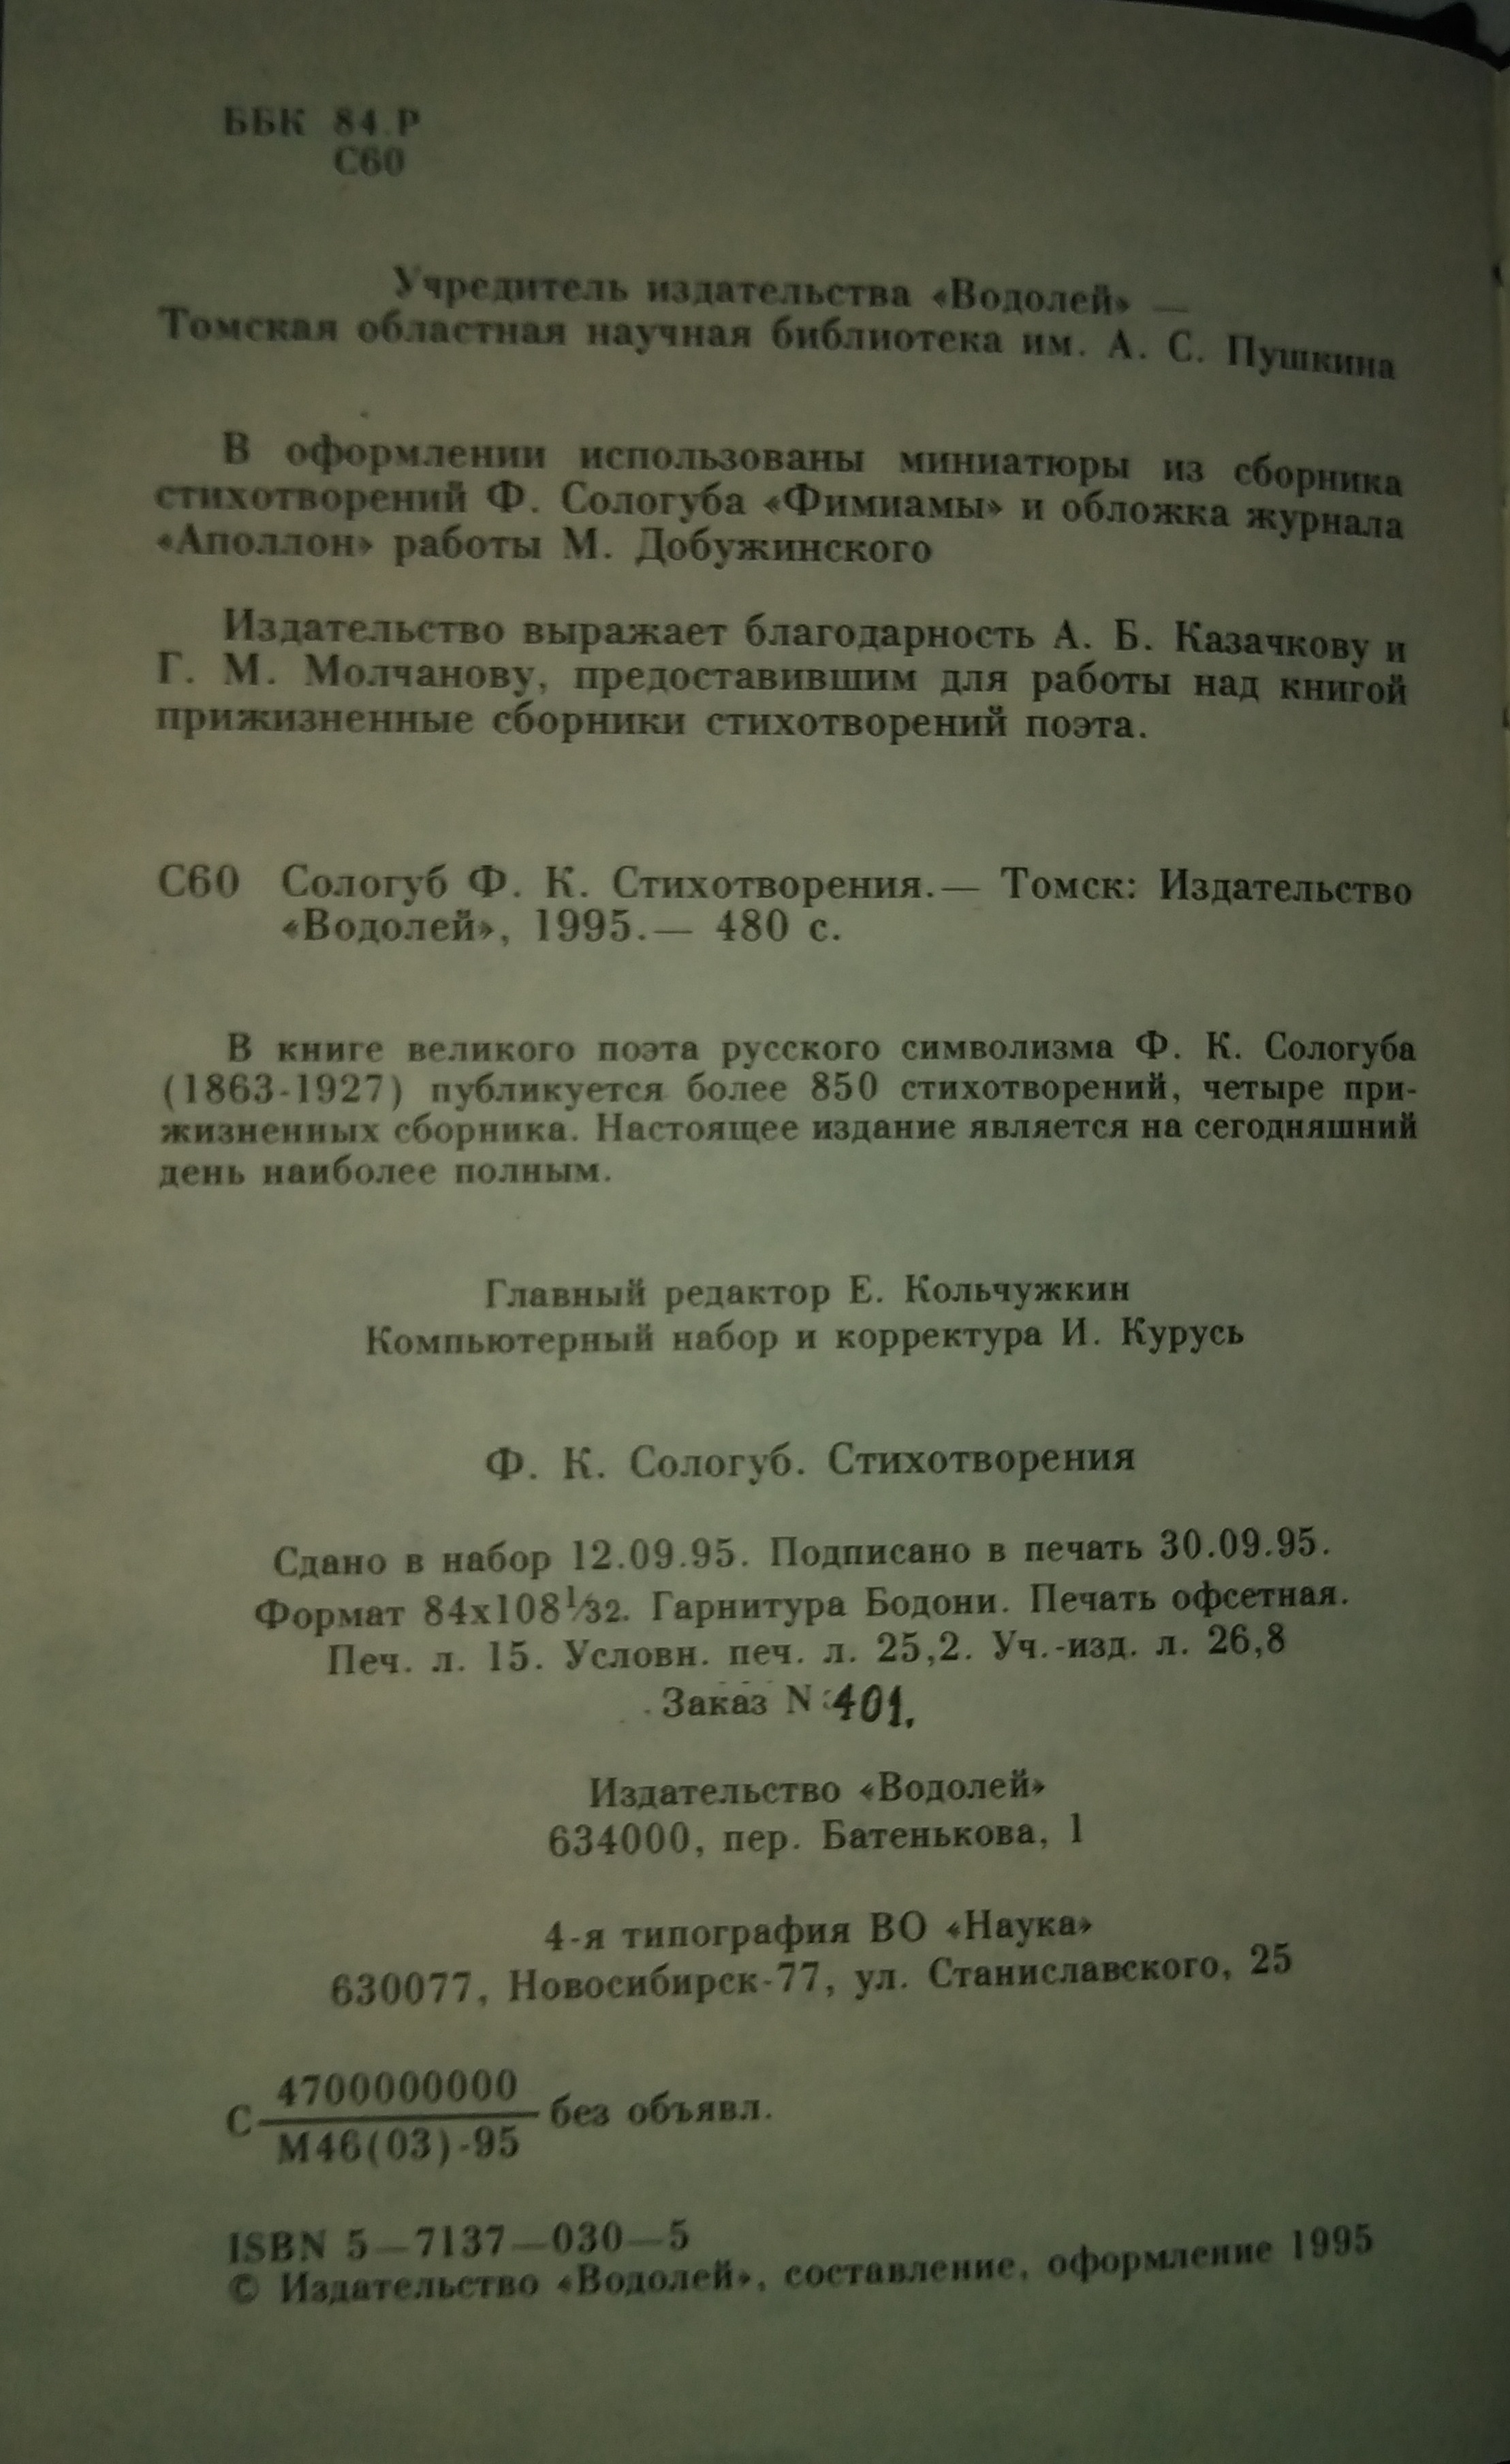 ББК 84.Р
С60
Учредитель издательства «Водолей» —
Томская областная научная библиотека им. А. С. Пушкина
В оформлении использованы миниатюры из сборника
стихотворений Ф. Сологуба «Фимиамы» и обложка журнала
«Аполлон» работы М. Добужинского
Издательство выражает благодарность А. Б. Казачкову и
Г. М. Молчанову, предоставившим для работы над книгой
прижизненные сборники стихотворений поэта.
С60 Сологуб Ф. К. Стихотворения.— Томск: Издательство
«Водолей», 1995.— 480 с.
В книге великого поэта русского символизма Ф. К. Сологуба
(1863-1927) публикуется более 850 стихотворений, четыре при-
жизненных сборника. Настоящее издание является на сегодняшний
день наиболее полным.
Главный редактор Е. Кольчужкин
Компьютерный набор и корректура И. Курусь
Ф. К. Сологуб. Стихотворения
Сдано в набор 12.09.95. Подписано в печать 30.09.95.
Формат 84х108 1/32. Гарнитура Бодони. Печать офсетная.
Печ. л. 15. Условн. печ. л. 25,2. Уч.-изд. л. 26,8
Заказ N 401.
Издательство «Водолей»
634000, пер. Батенькова, 1
4-я типография ВО «Наука»
630077, Новосибирск-77, ул. Станиславского, 25
4700000000
С —— без объявл.
М46(03)-95
ISBN 5—7137—030—5
© Издательство «Водолей», составление, оформление 1995